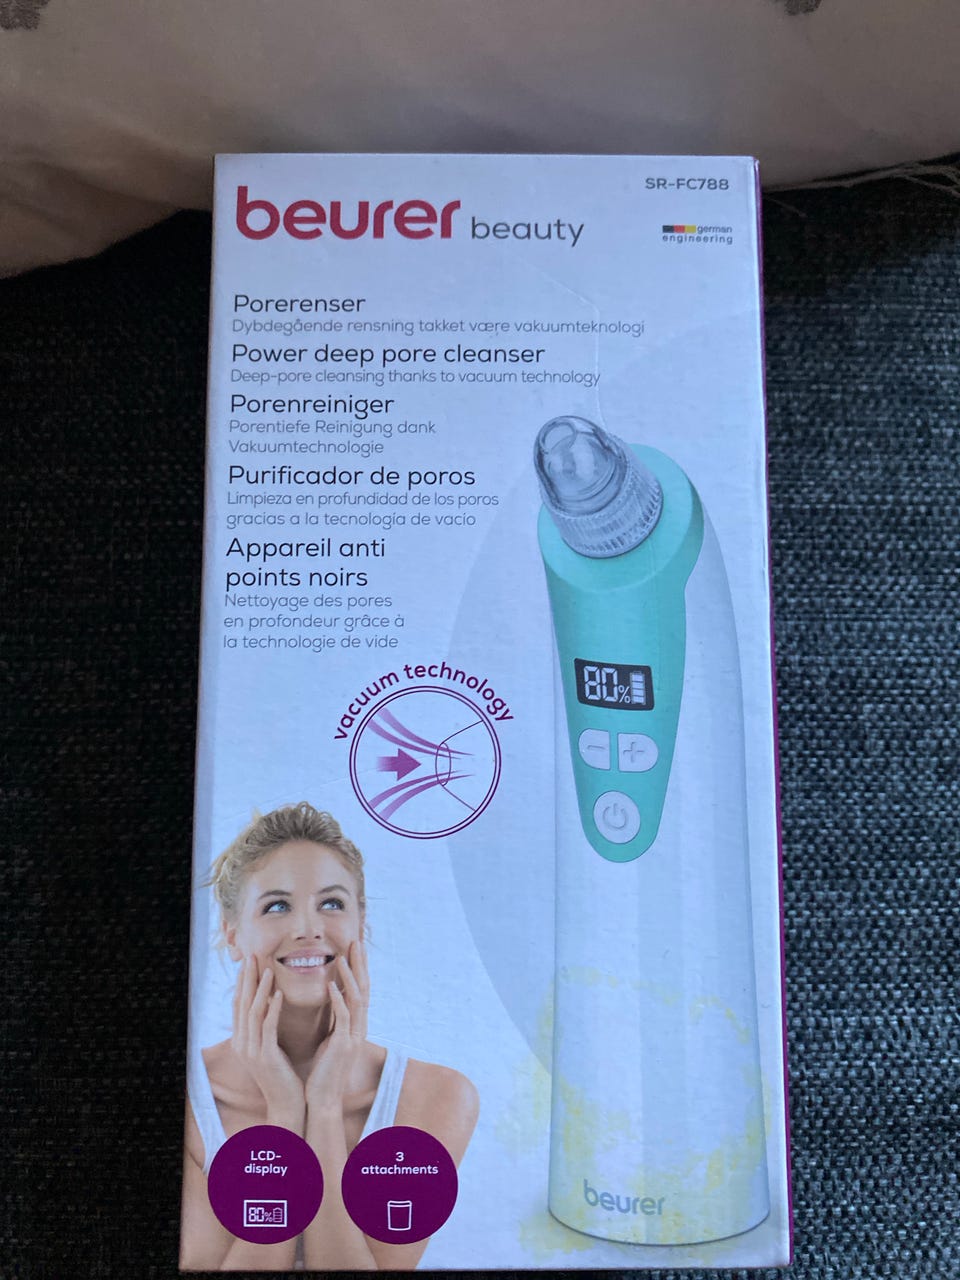 beurer beauty
SR-FC788
german
engineering
Porerenser
Dybdegående rensning takket være vakuumteknologi
Power deep pore cleanser
Deep-pore cleansing thanks to vacuum technology
Porenreiniger
Porentiefe Reinigung dank
Vakuumtechnologie
Purificador de poros
Limpieza en profundidad de los poros
gracias a la tecnología de vacío
Appareil anti
points noirs
Nettoyage des pores
en profondeur grâce à
la technologie de vide
vacuum technology
80%
- +
LCD-
display
80%
3
attachments
beurer